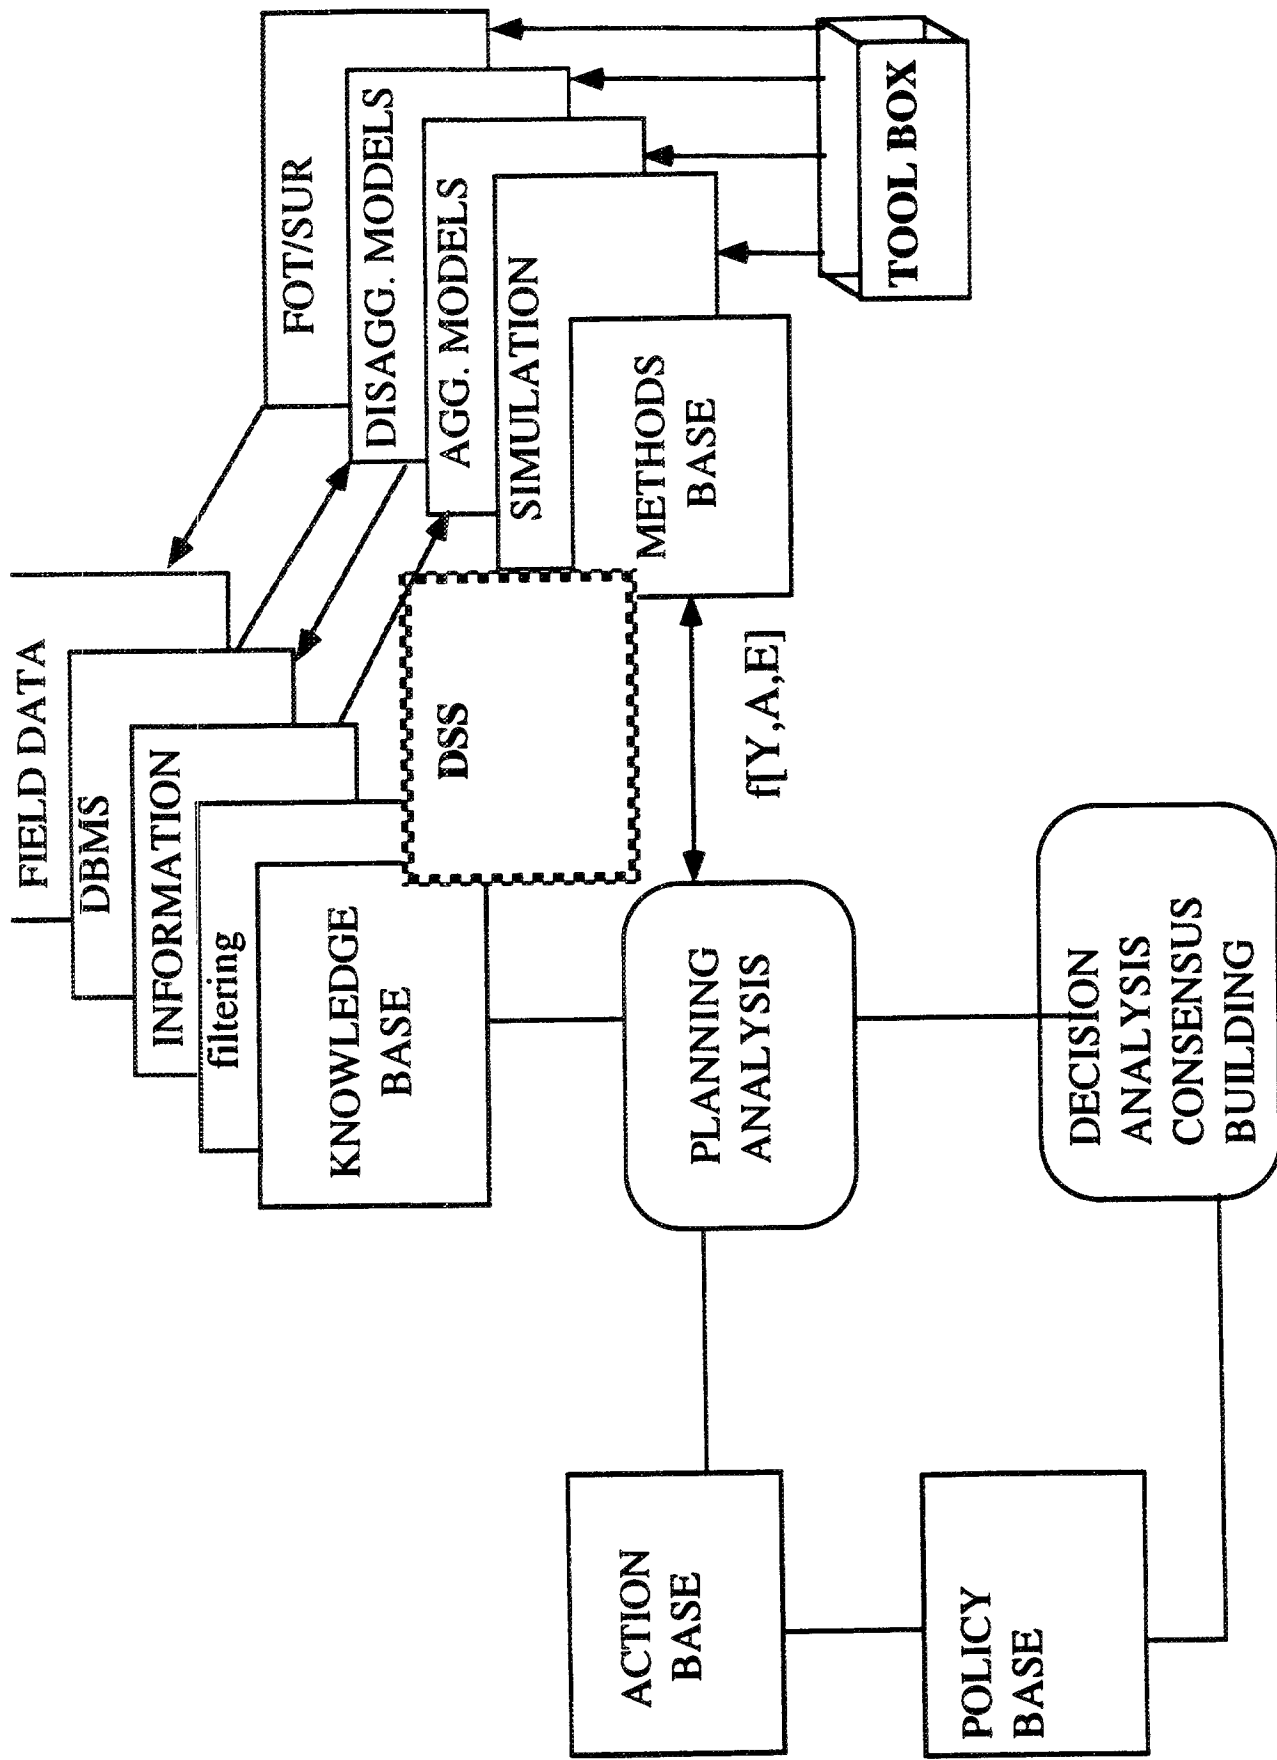 FIELD DATA
DBMS
INFORMATION
filtering
KNOWLEDGE
BASE
FOT/SUR
DISAGG. MODELS
AGG. MODELS
SIMULATION
METHODS
BASE
DSS
TOOL BOX
f[Y,A,E]
ACTION
BASE
PLANNING
ANALYSIS
POLICY
BASE
DECISION
ANALYSIS
CONSENSUS
BUILDING